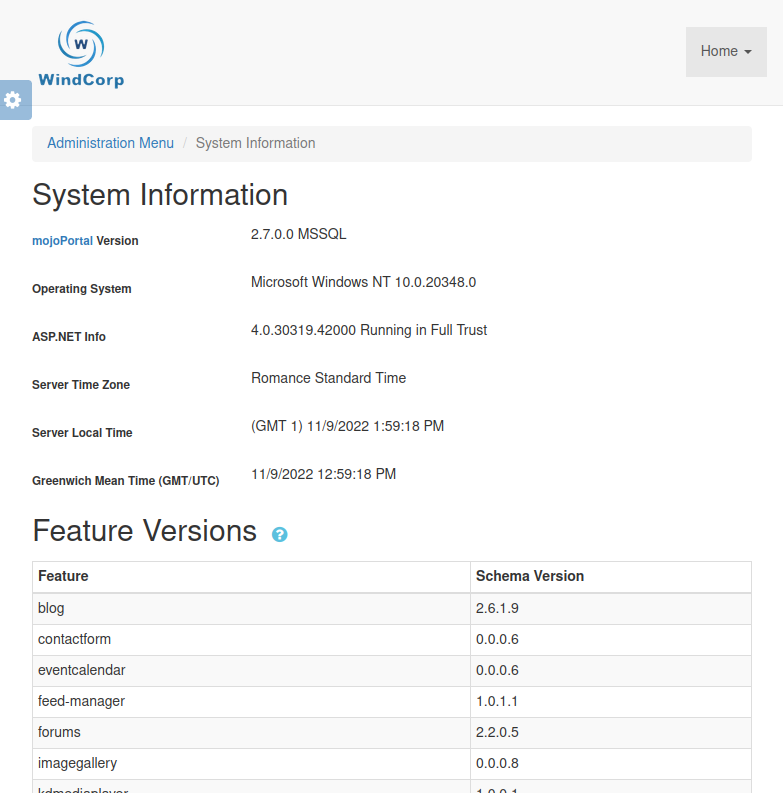 W
WindCorp
Home
Administration Menu / System Information
System Information
mojoPortal Version 2.7.0.0 MSSQL
Operating System Microsoft Windows NT 10.0.20348.0
ASP.NET Info 4.0.30319.42000 Running in Full Trust
Server Time Zone Romance Standard Time
Server Local Time (GMT 1) 11/9/2022 1:59:18 PM
Greenwich Mean Time (GMT/UTC) 11/9/2022 12:59:18 PM
Feature Versions ?
Feature Schema Version
blog 2.6.1.9
contactform 0.0.0.6
eventcalendar 0.0.0.6
feed-manager 1.0.1.1
forums 2.2.0.5
imagegallery 0.0.0.8